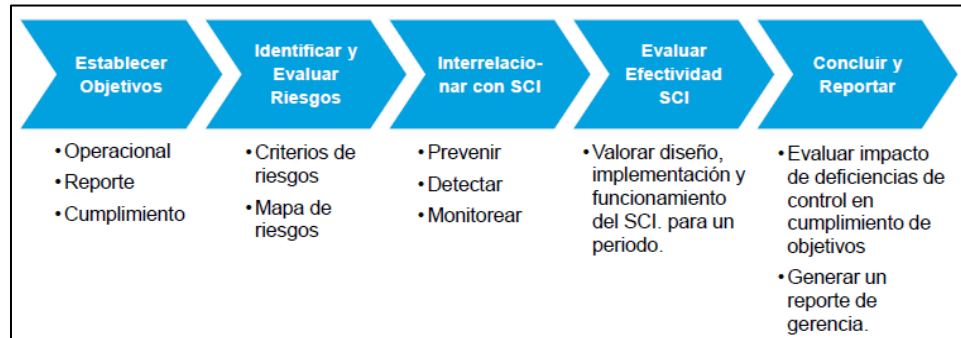 Establecer
Objetivos
Identificar y
Evaluar
Riesgos
Interrelacio-
nar con SCI
Evaluar
Efectividad
SCI
Concluir y
Reportar
• Operacional
• Reporte
• Cumplimiento
• Criterios de
riesgos
• Mapa de
riesgos
• Prevenir
• Detectar
• Monitorear
• Valorar diseño,
implementación y
funcionamiento
del SCI. para un
periodo.
• Evaluar impacto
de deficiencias de
control en
cumplimiento de
objetivos
• Generar un
reporte de
gerencia.